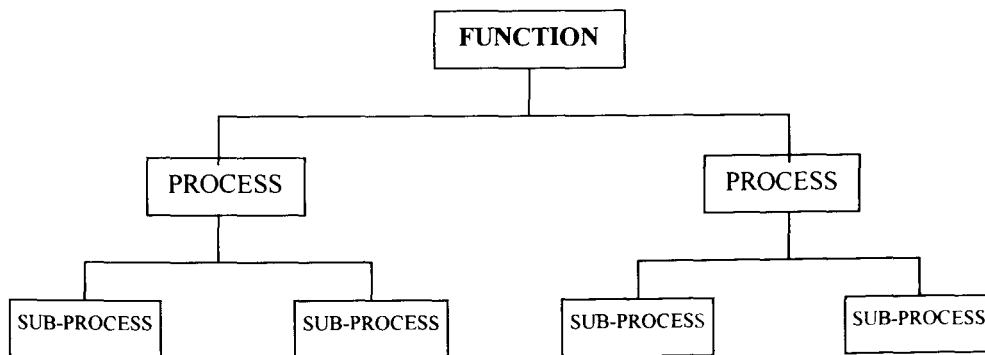 FUNCTION
PROCESS
PROCESS
SUB-PROCESS
SUB-PROCESS
SUB-PROCESS
SUB-PROCESS